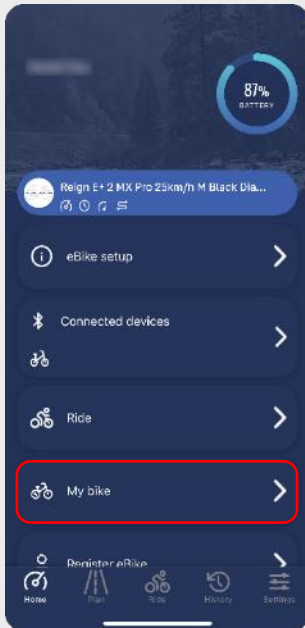 87%
BATTERY
Reign E+ 2 MX Pro 25km/h M Black Dia...
eBike setup
Connected devices
Ride
My bike
Register eBike
Home
Plan
Ride
History
Settings